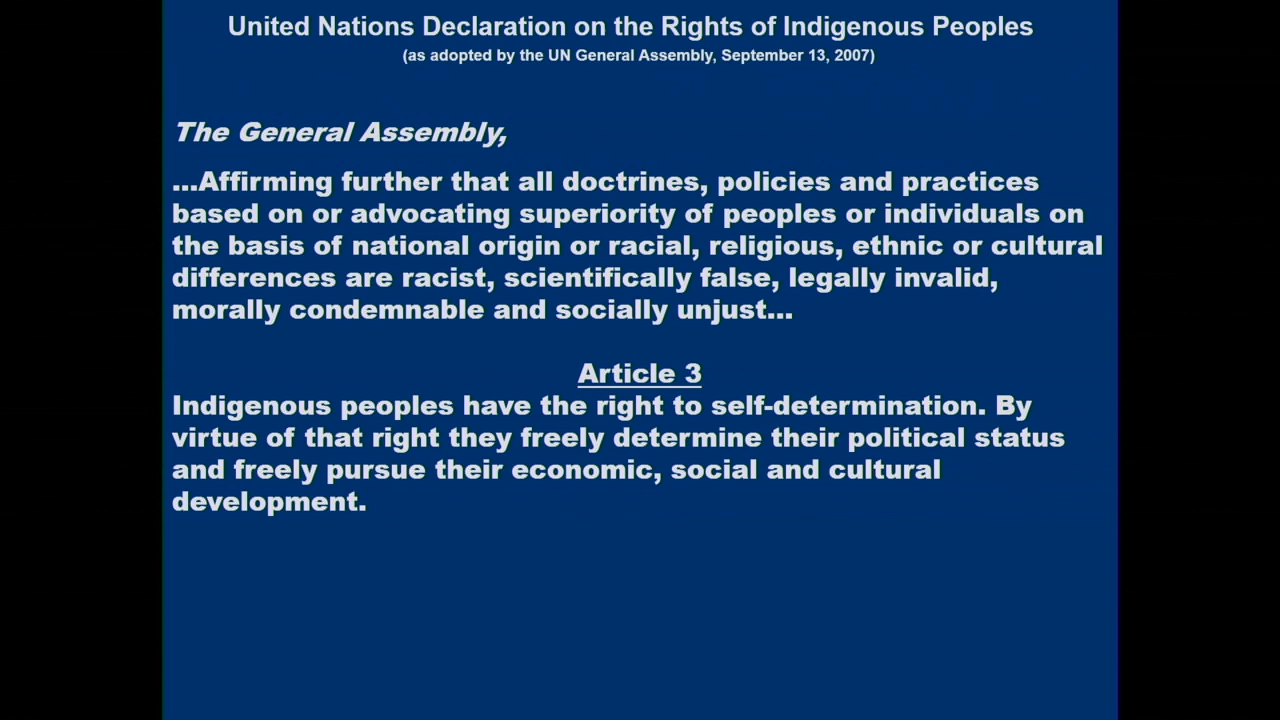 United Nations Declaration on the Rights of Indigenous Peoples
(as adopted by the UN General Assembly, September 13, 2007)
The General Assembly,
...Affirming further that all doctrines, policies and practices
based on or advocating superiority of peoples or individuals on
the basis of national origin or racial, religious, ethnic or cultural
differences are racist, scientifically false, legally invalid,
morally condemnable and socially unjust...
Article 3
Indigenous peoples have the right to self-determination. By
virtue of that right they freely determine their political status
and freely pursue their economic, social and cultural
development.